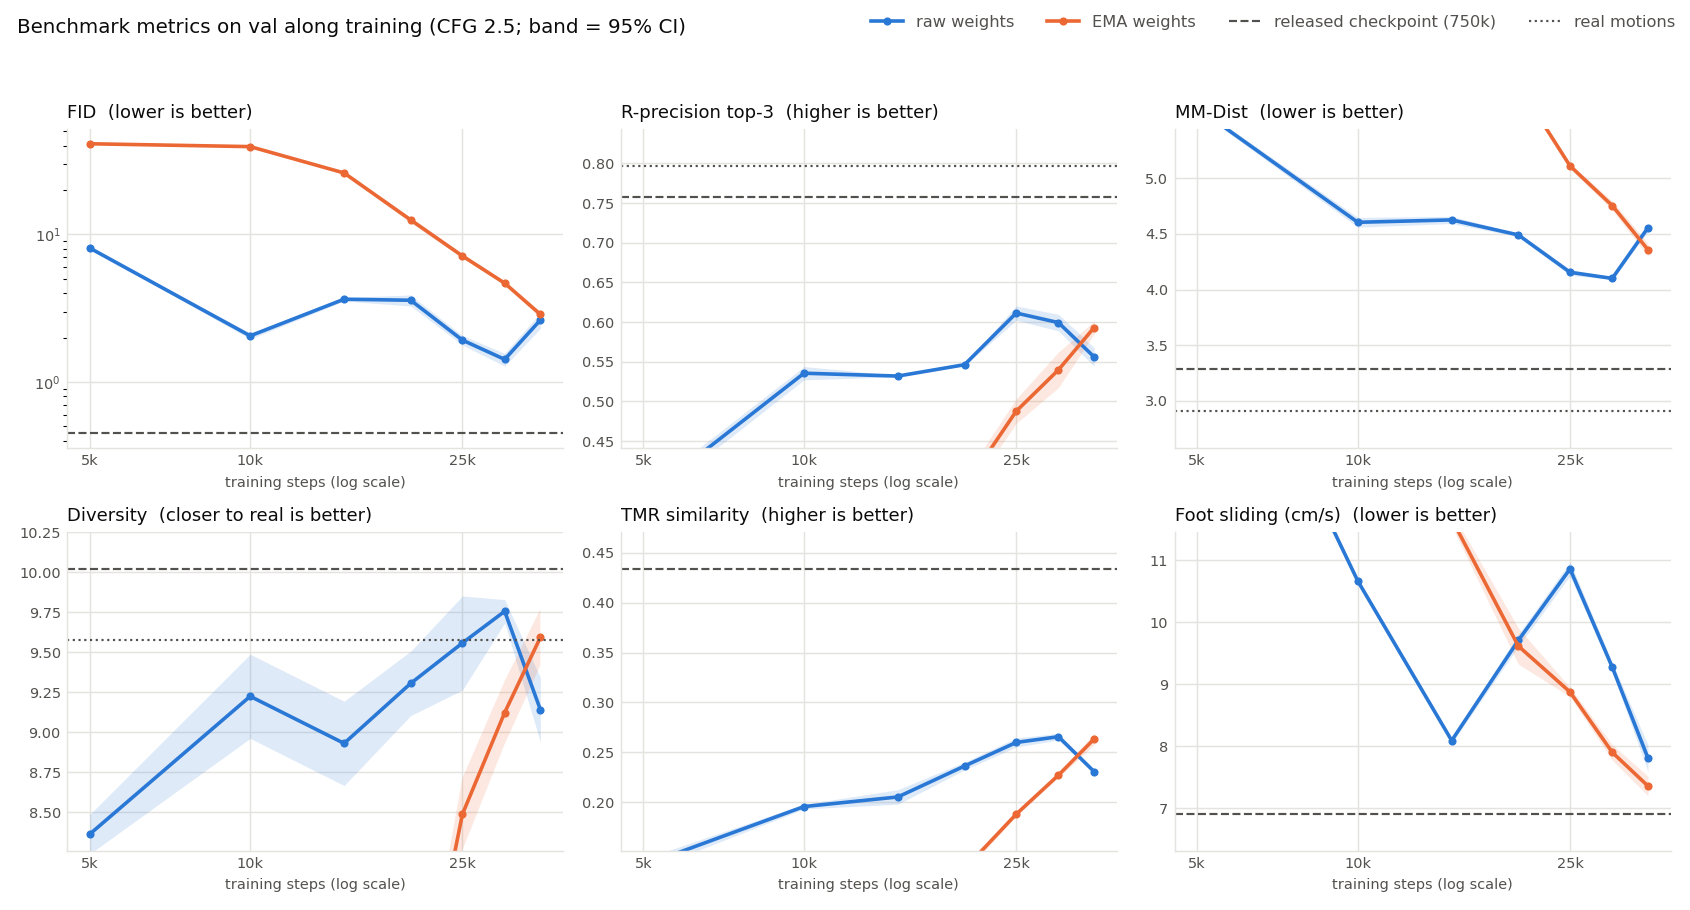 Benchmark metrics on val along training (CFG 2.5; band = 95% CI)
raw weights
EMA weights
released checkpoint (750k)
real motions
FID  (lower is better)
10¹
10⁰
5k
10k
25k
training steps (log scale)
R-precision top-3  (higher is better)
0.80
0.75
0.70
0.65
0.60
0.55
0.50
0.45
5k
10k
25k
training steps (log scale)
MM-Dist  (lower is better)
5.0
4.5
4.0
3.5
3.0
5k
10k
25k
training steps (log scale)
Diversity  (closer to real is better)
10.25
10.00
9.75
9.50
9.25
9.00
8.75
8.50
5k
10k
25k
training steps (log scale)
TMR similarity  (higher is better)
0.45
0.40
0.35
0.30
0.25
0.20
5k
10k
25k
training steps (log scale)
Foot sliding (cm/s)  (lower is better)
11
10
9
8
7
5k
10k
25k
training steps (log scale)